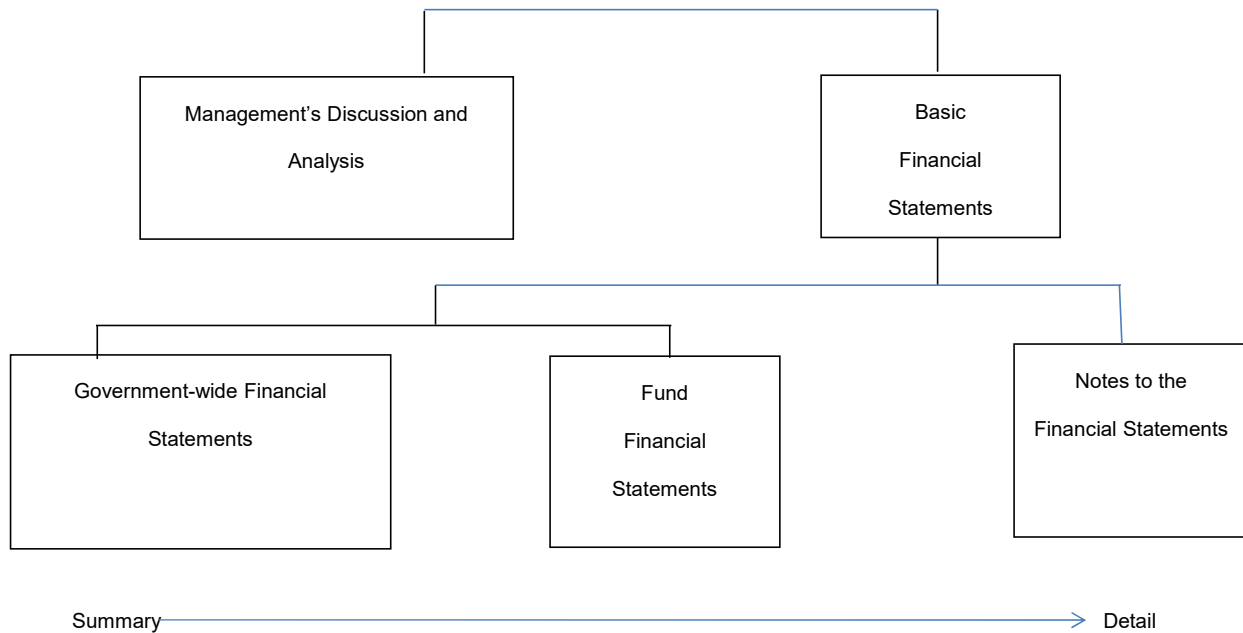 Management’s Discussion and
Analysis
Basic
Financial
Statements
Government-wide Financial
Statements
Fund
Financial
Statements
Notes to the
Financial Statements
Summary
Detail